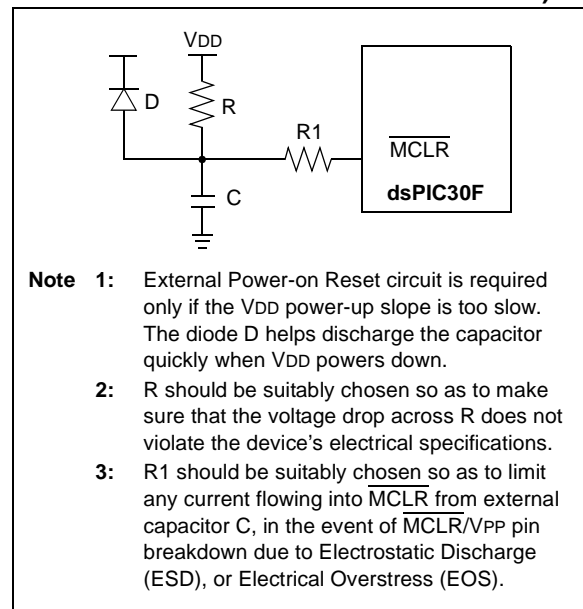 VDD
D
R
R1
MCLR
dsPIC30F
C
Note 1: External Power-on Reset circuit is required
only if the VDD power-up slope is too slow.
The diode D helps discharge the capacitor
quickly when VDD powers down.
2: R should be suitably chosen so as to make
sure that the voltage drop across R does not
violate the device's electrical specifications.
3: R1 should be suitably chosen so as to limit
any current flowing into MCLR from external
capacitor C, in the event of MCLR/VPP pin
breakdown due to Electrostatic Discharge
(ESD), or Electrical Overstress (EOS).